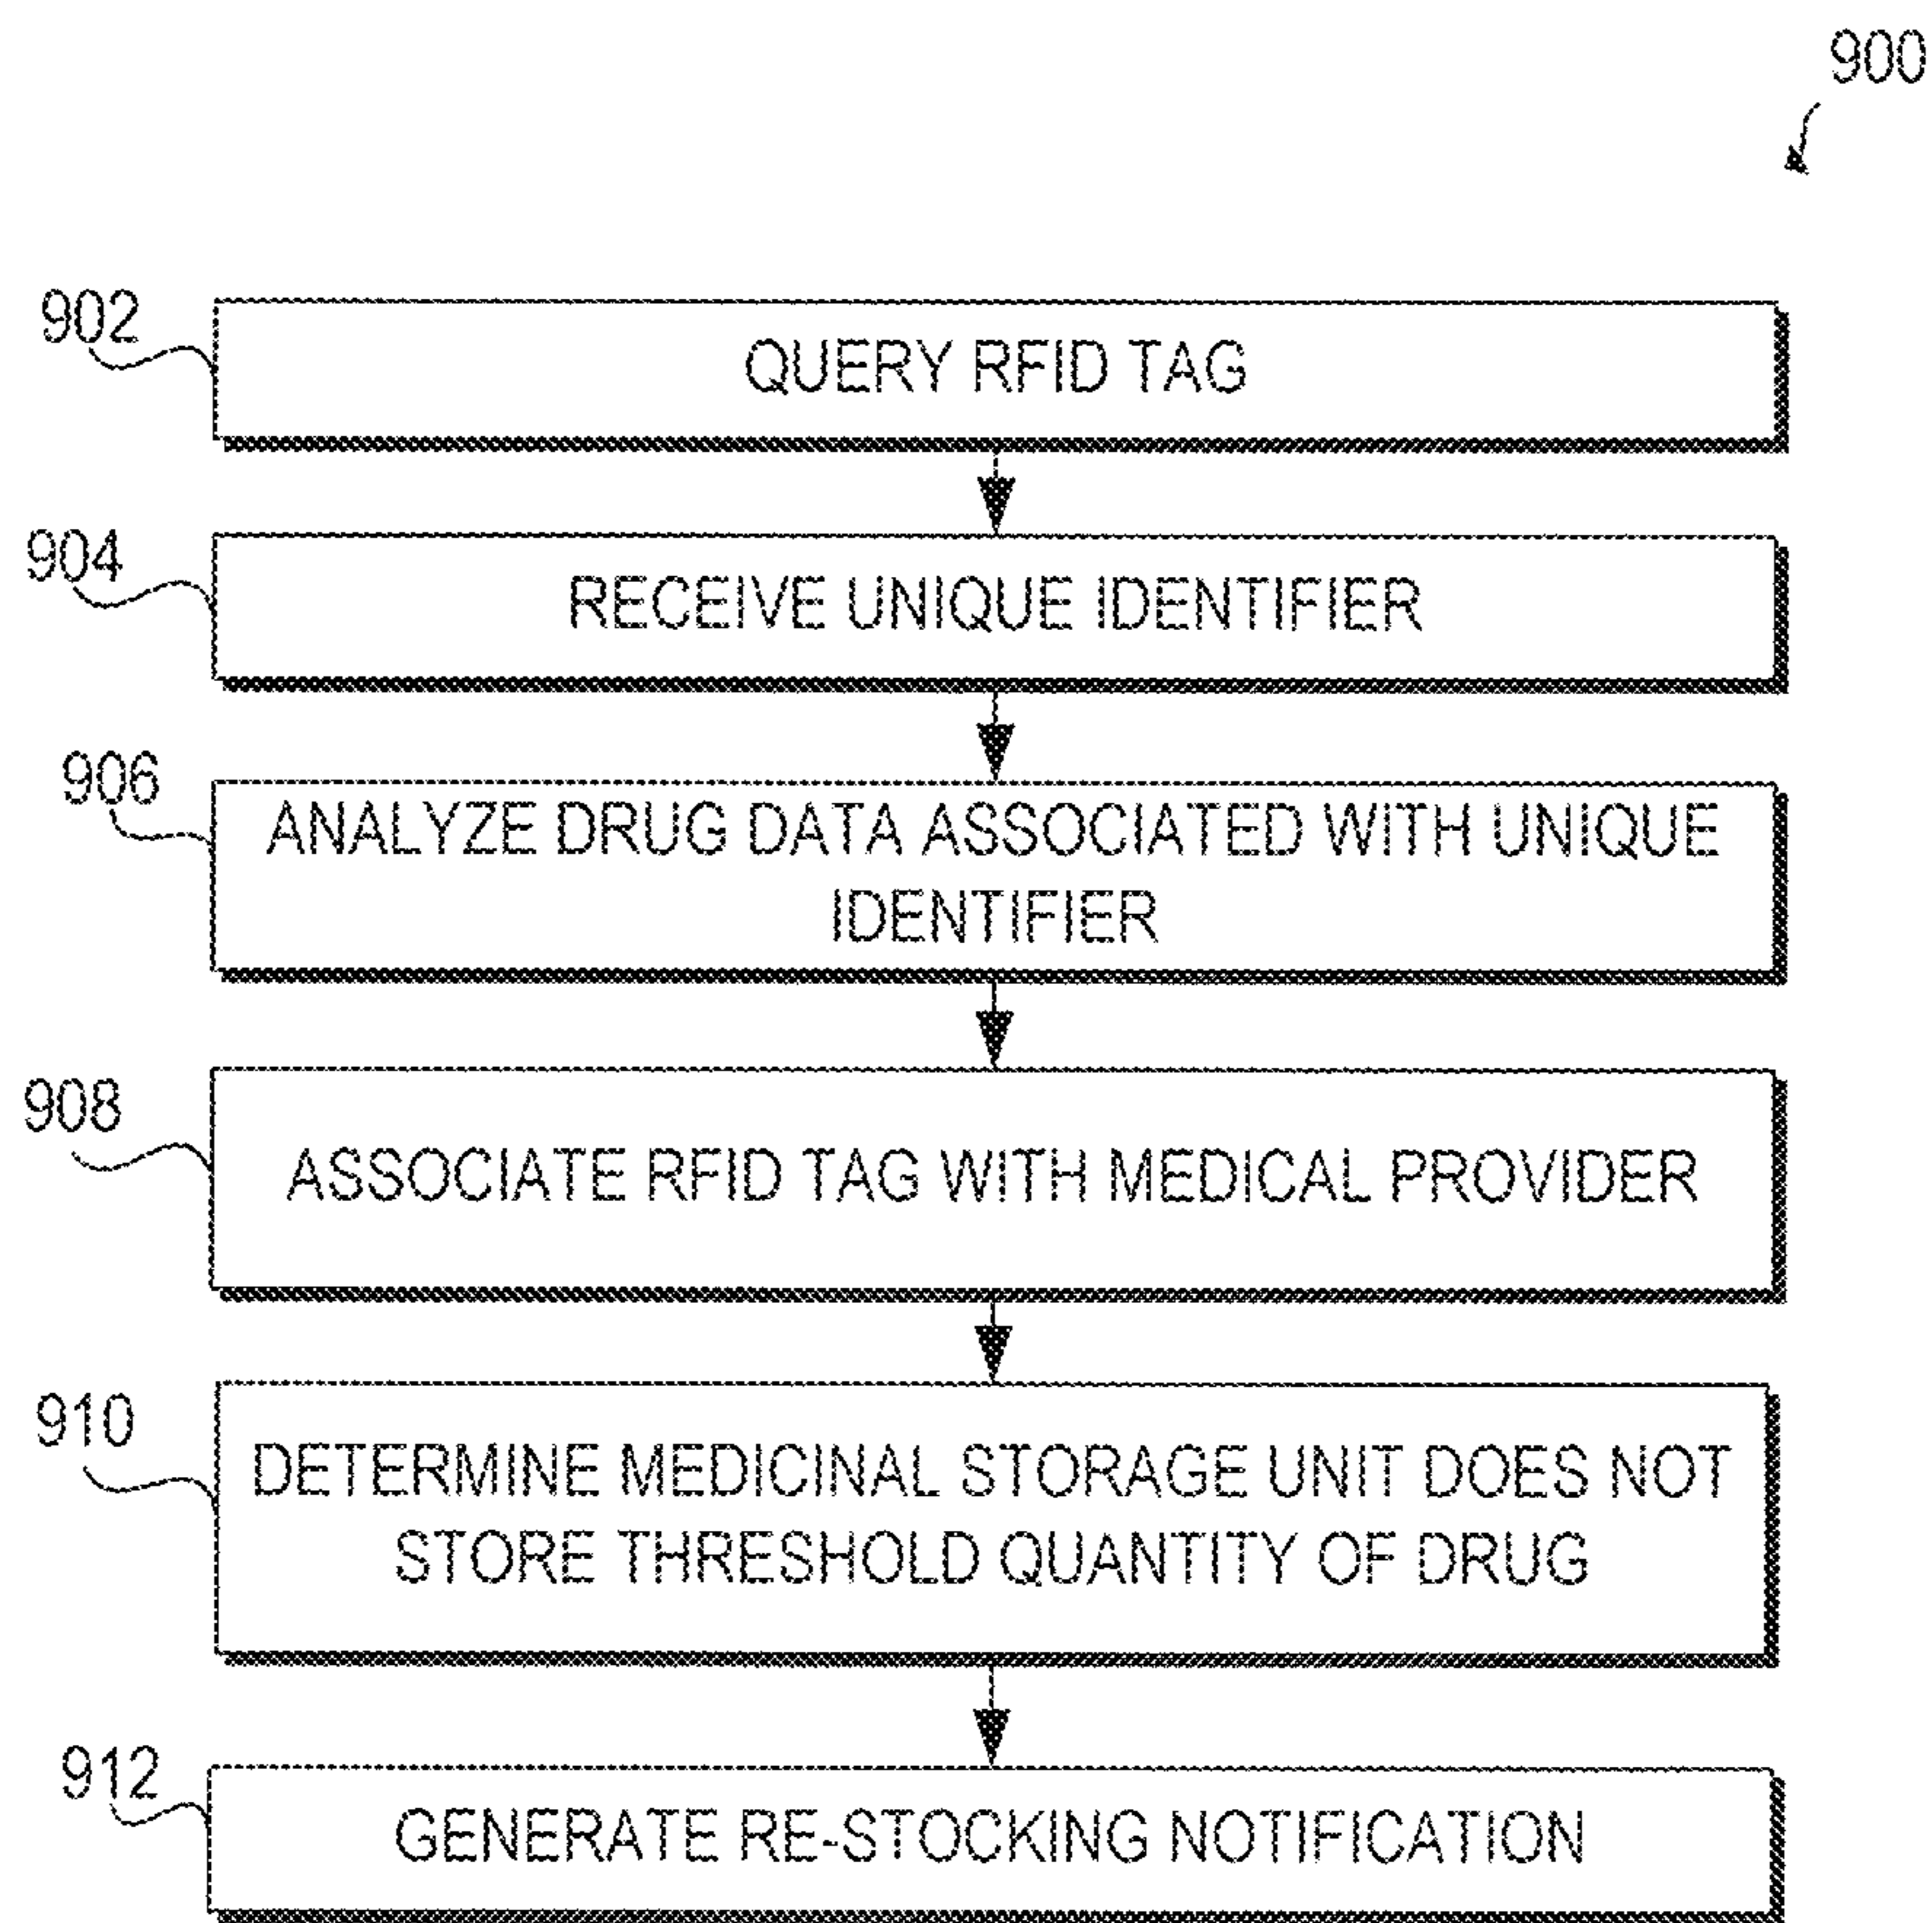 900
902
QUERY RFID TAG
904
RECEIVE UNIQUE IDENTIFIER
906
ANALYZE DRUG DATA ASSOCIATED WITH UNIQUE
IDENTIFIER
908
ASSOCIATE RFID TAG WITH MEDICAL PROVIDER
910
DETERMINE MEDICINAL STORAGE UNIT DOES NOT
STORE THRESHOLD QUANTITY OF DRUG
912
GENERATE RE-STOCKING NOTIFICATION